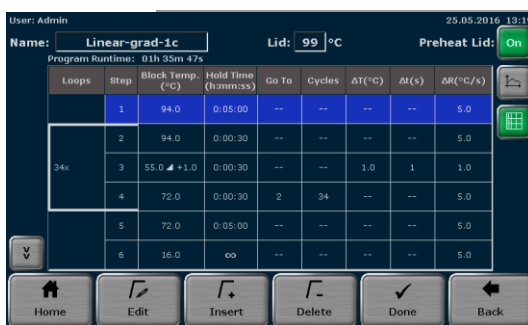 User: Admin 25.05.2016 13:19
Name: Linear-grad-1c Lid: 99 °C Preheat Lid: On
Program Runtime: 01h 35m 47s
Loops Step Block Temp. (°C) Hold Time (h:mm:ss) Go To Cycles ΔT(°C) Δt(s) ΔR(°C/s)
1 94.0 0:05:00 -- -- -- -- 5.0
2 94.0 0:00:30 -- -- -- -- 5.0
34x 3 55.0 +1.0 0:00:30 -- -- 1.0 1 1.0
4 72.0 0:00:30 2 34 -- -- 5.0
5 72.0 0:05:00 -- -- -- -- 5.0
6 16.0 ∞ -- -- -- -- 5.0
Home Edit Insert Delete Done Back